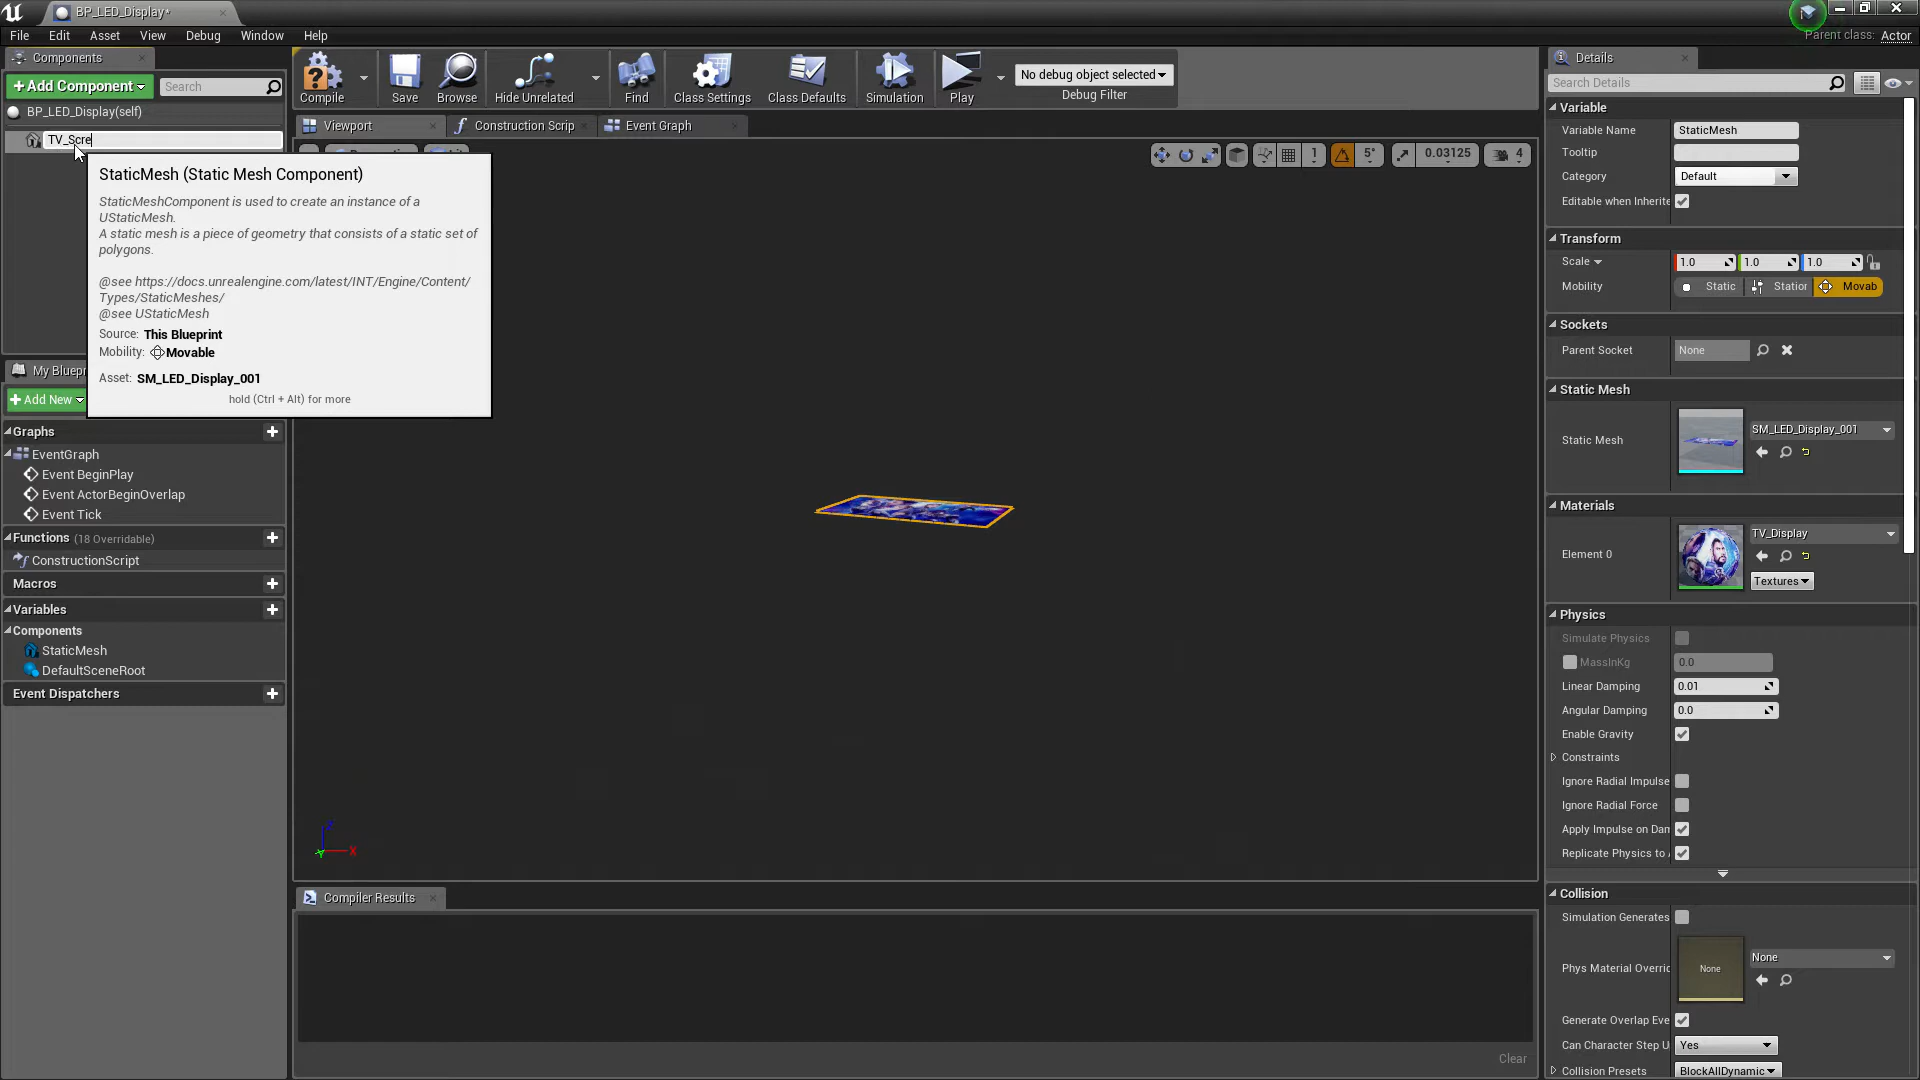 BP_LED_Display*
File
Edit
Asset
View
Debug
Window
Help
Parent class: Actor
Components
+Add Component
Search
BP_LED_Display(self)
TV_Scre
Compile
Save
Browse
Hide Unrelated
Find
Class Settings
Class Defaults
Simulation
Play
No debug object selected
Debug Filter
Viewport
Construction Scrip
Event Graph
1
5°
0.03125
4
StaticMesh (Static Mesh Component)
StaticMeshComponent is used to create an instance of a
UStaticMesh.
A static mesh is a piece of geometry that consists of a static set of
polygons.
@see https://docs.unrealengine.com/latest/INT/Engine/Content/
Types/StaticMeshes/
@see UStaticMesh
Source: This Blueprint
Mobility: Movable
Asset: SM_LED_Display_001
hold (Ctrl + Alt) for more
My Bluep
+Add New
Graphs
EventGraph
Event BeginPlay
Event ActorBeginOverlap
Event Tick
Functions (18 Overridable)
ConstructionScript
Macros
Variables
Components
StaticMesh
DefaultSceneRoot
Event Dispatchers
Z
X
Compiler Results
Clear
Details
Search Details
Variable
Variable Name StaticMesh
Tooltip
Category Default
Editable when Inherite
Transform
Scale 1.0 1.0 1.0
Mobility Static Station Movab
Sockets
Parent Socket None
Static Mesh
Static Mesh SM_LED_Display_001
Materials
Element 0 TV_Display
Textures
Physics
Simulate Physics
MassInKg 0.0
Linear Damping 0.01
Angular Damping 0.0
Enable Gravity
Constraints
Ignore Radial Impulse
Ignore Radial Force
Apply Impulse on Dam
Replicate Physics to
Collision
Simulation Generates
Phys Material Overric None None
Generate Overlap Eve
Can Character Step U Yes
Collision Presets BlockAllDynamic